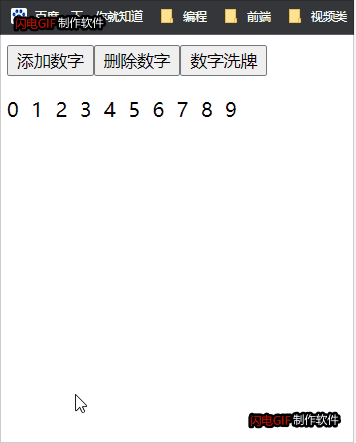 百度一下，你就知道 编程 前端 视频类
闪电GIF 制作软件
添加数字 删除数字 数字洗牌
0 1 2 3 4 5 6 7 8 9
闪电GIF 制作软件